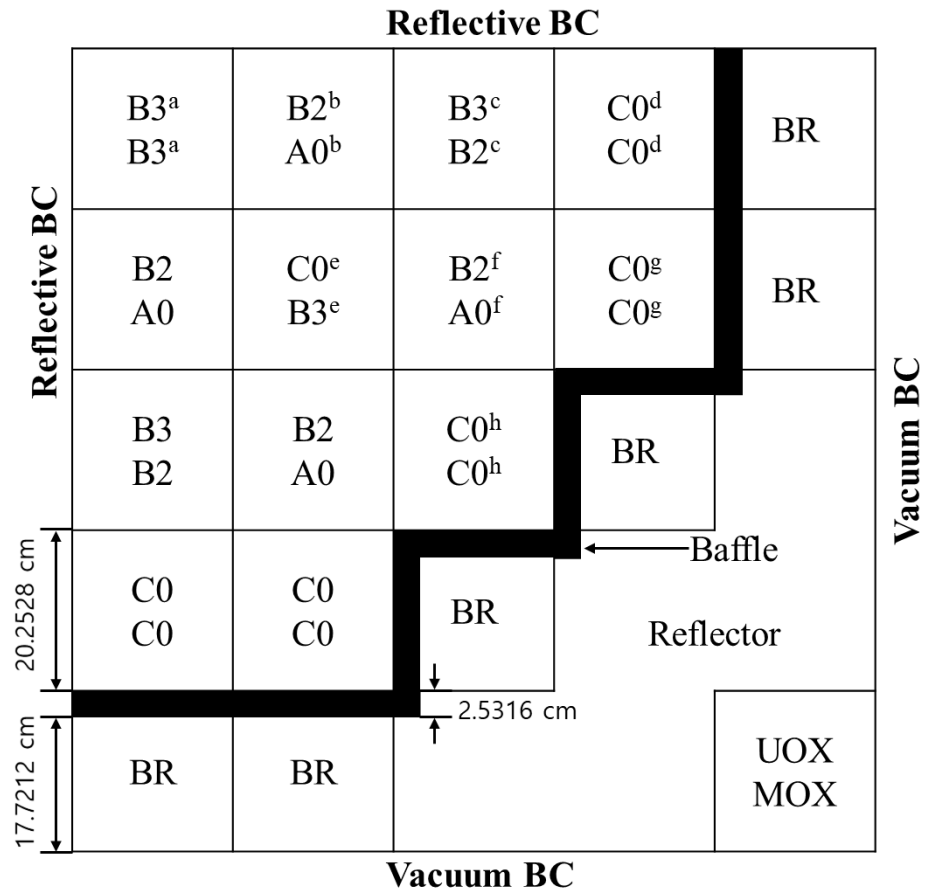 Reflective BC
B3ᵃ
B3ᵃ
B2ᵇ
A0ᵇ
B3ᶜ
B2ᶜ
C0ᵈ
C0ᵈ
BR
Reflective BC
B2
A0
C0ᵉ
B3ᵉ
B2ᶠ
A0ᶠ
C0ᵍ
C0ᵍ
BR
B3
B2
B2
A0
C0ʰ
C0ʰ
BR
Vacuum BC
20.2528 cm
C0
C0
C0
C0
BR
Baffle
Reflector
2.5316 cm
17.7212 cm
BR
BR
UOX
MOX
Vacuum BC